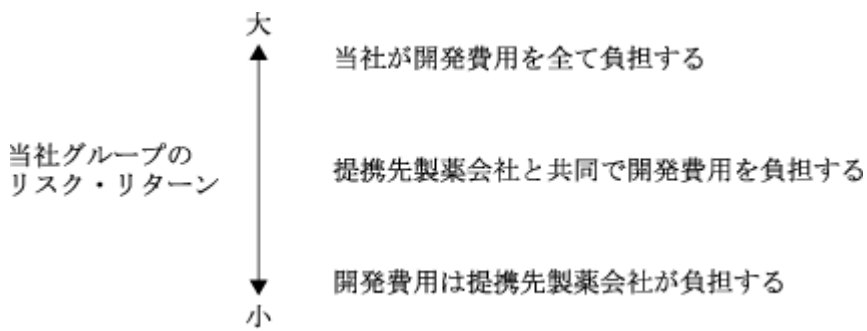 大
当社が開発費用を全て負担する
当社グループの
リスク・リターン
提携先製薬会社と共同で開発費用を負担する
開発費用は提携先製薬会社が負担する
小